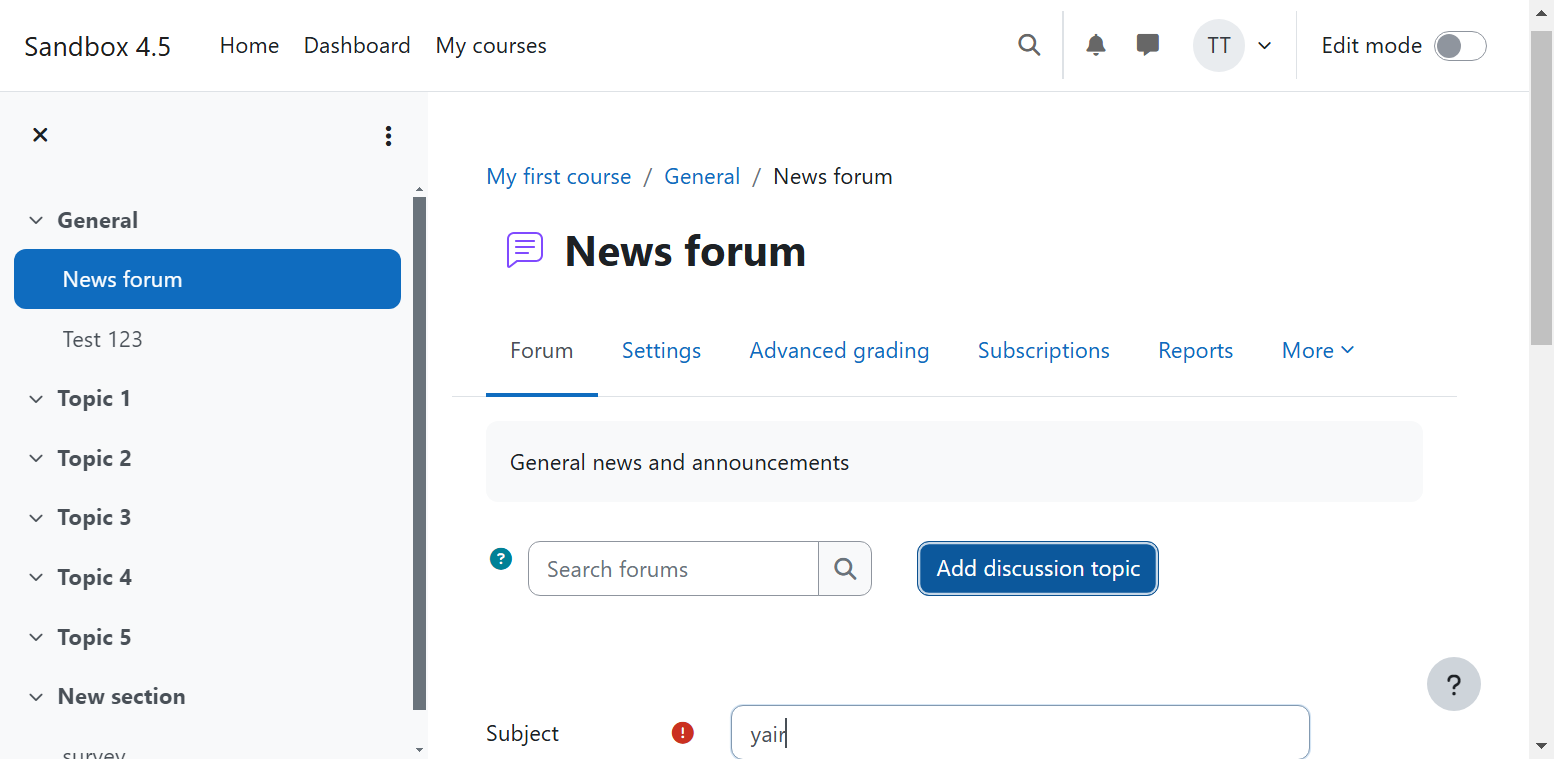 Sandbox 4.5 Home Dashboard My courses TT Edit mode
General
News forum
Test 123
Topic 1
Topic 2
Topic 3
Topic 4
Topic 5
New section
survey
My first course / General / News forum
News forum
Forum Settings Advanced grading Subscriptions Reports More
General news and announcements
? Search forums Add discussion topic
?
Subject ! yair